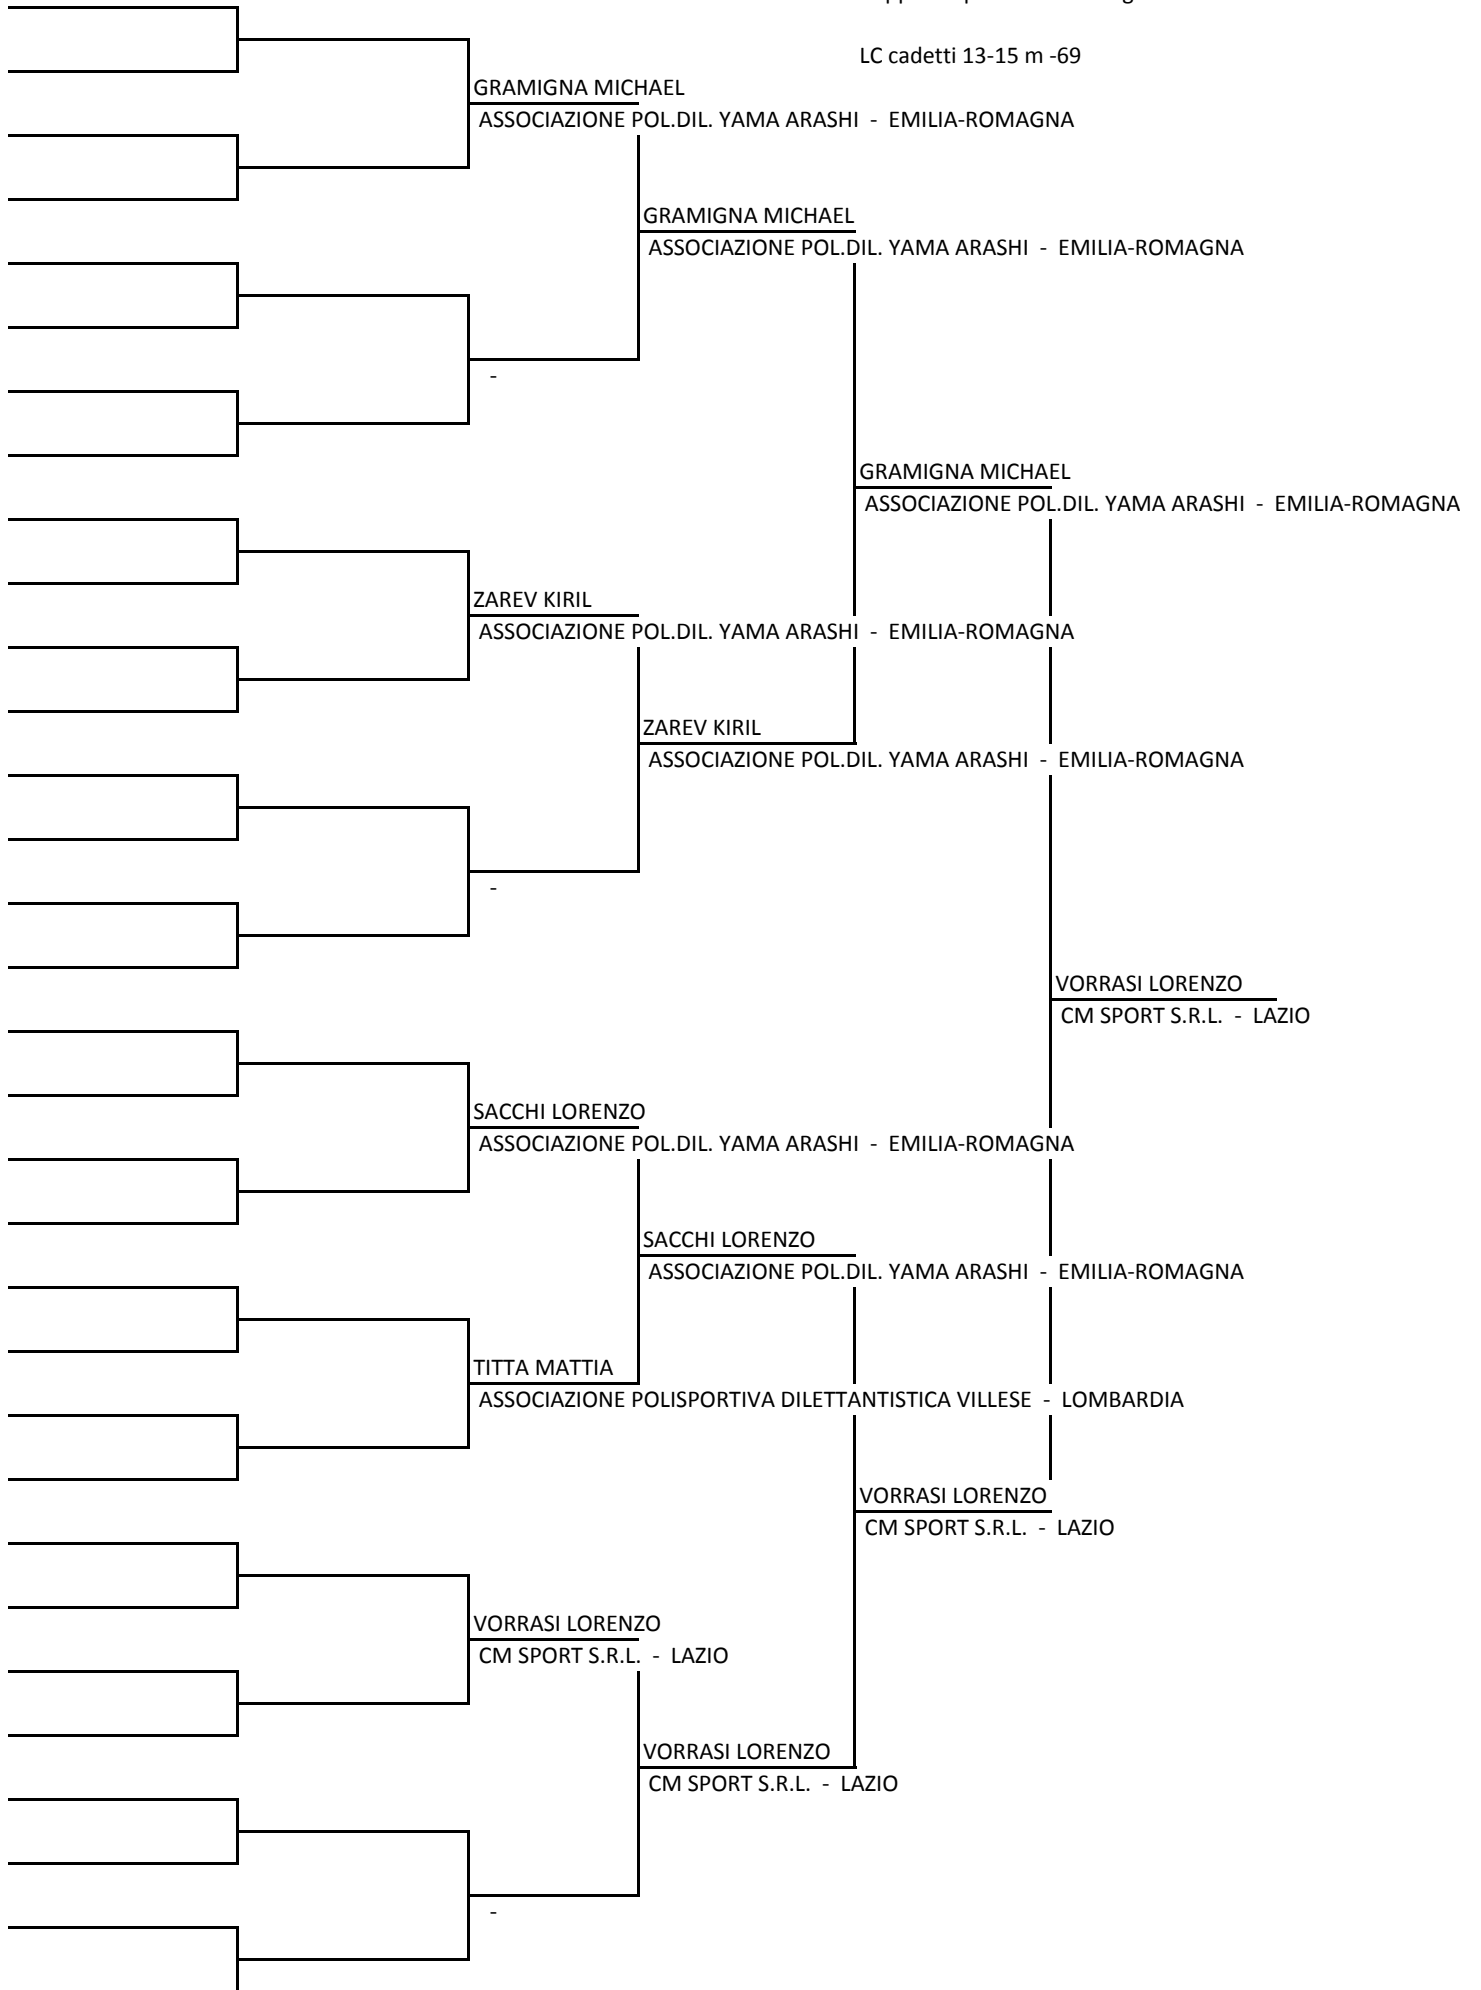 LC cadetti 13-15 m -69
GRAMIGNA MICHAEL
ASSOCIAZIONE POL.DIL. YAMA ARASHI - EMILIA-ROMAGNA
GRAMIGNA MICHAEL
ASSOCIAZIONE POL.DIL. YAMA ARASHI - EMILIA-ROMAGNA
-
GRAMIGNA MICHAEL
ASSOCIAZIONE POL.DIL. YAMA ARASHI - EMILIA-ROMAGNA
ZAREV KIRIL
ASSOCIAZIONE POL.DIL. YAMA ARASHI - EMILIA-ROMAGNA
ZAREV KIRIL
ASSOCIAZIONE POL.DIL. YAMA ARASHI - EMILIA-ROMAGNA
-
VORRASI LORENZO
CM SPORT S.R.L. - LAZIO
SACCHI LORENZO
ASSOCIAZIONE POL.DIL. YAMA ARASHI - EMILIA-ROMAGNA
SACCHI LORENZO
ASSOCIAZIONE POL.DIL. YAMA ARASHI - EMILIA-ROMAGNA
TITTA MATTIA
ASSOCIAZIONE POLISPORTIVA DILETTANTISTICA VILLESE - LOMBARDIA
VORRASI LORENZO
CM SPORT S.R.L. - LAZIO
VORRASI LORENZO
CM SPORT S.R.L. - LAZIO
VORRASI LORENZO
CM SPORT S.R.L. - LAZIO
-